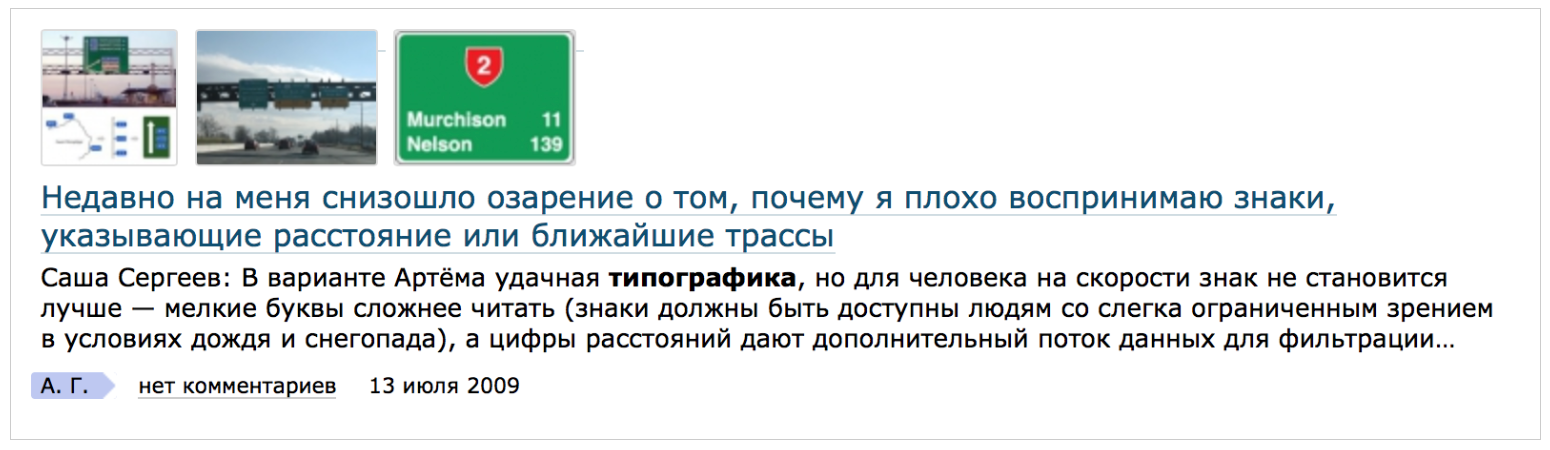 2
Murchison 11
Nelson 139
Недавно на меня снизошло озарение о том, почему я плохо воспринимаю знаки,
указывающие расстояние или ближайшие трассы
Саша Сергеев: В варианте Артёма удачная типографика, но для человека на скорости знак не становится
лучше — мелкие буквы сложнее читать (знаки должны быть доступны людям со слегка ограниченным зрением
в условиях дождя и снегопада), а цифры расстояний дают дополнительный поток данных для фильтрации...
А. Г. нет комментариев 13 июля 2009